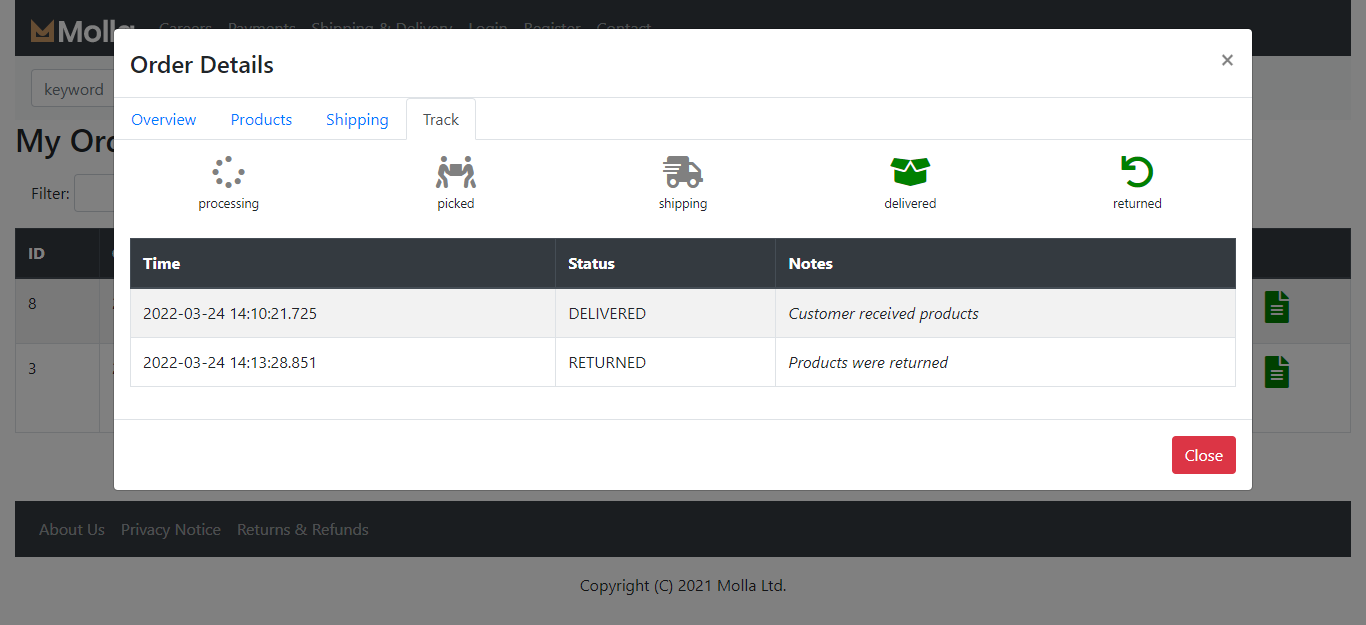 Careers Payments Shipping & Delivery Login Register Contact
Order Details ×
keyword
Overview Products Shipping Track
My
Filter:
processing picked shipping delivered returned
ID
Time Status Notes
8
2022-03-24 14:10:21.725 DELIVERED Customer received products
3
2022-03-24 14:13:28.851 RETURNED Products were returned
Close
About Us Privacy Notice Returns & Refunds
Copyright (C) 2021 Molla Ltd.